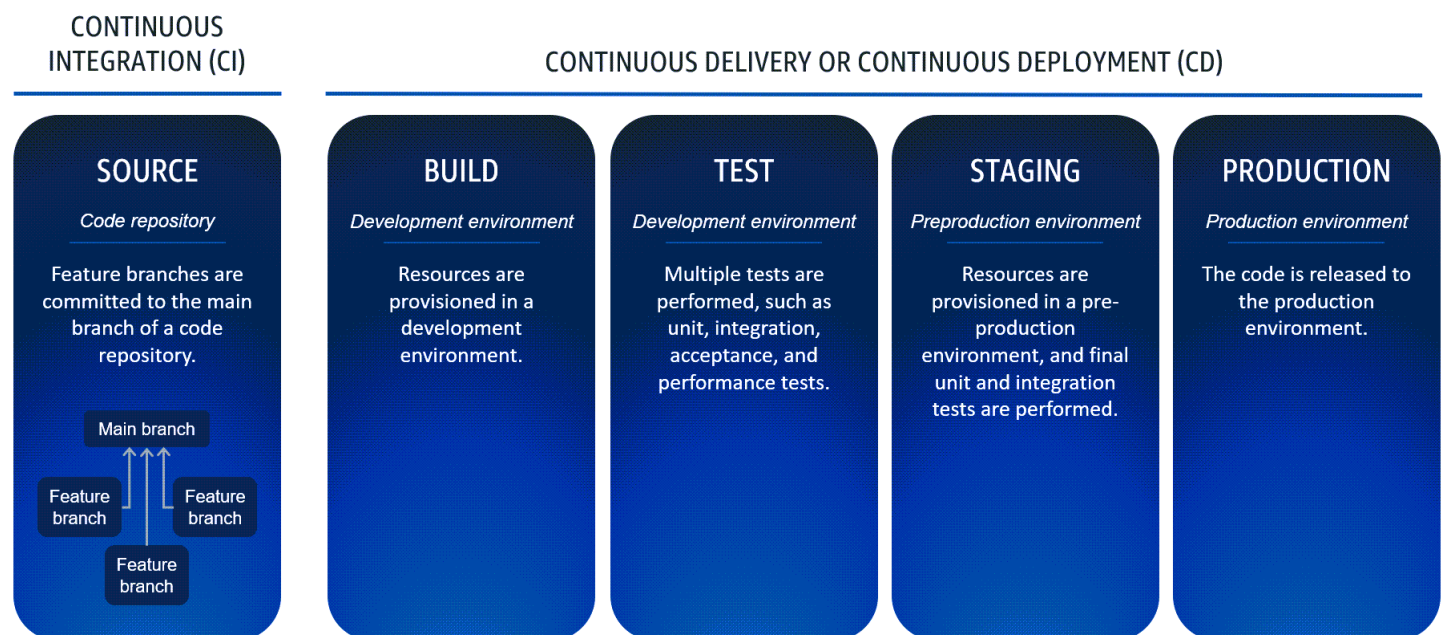 CONTINUOUS
INTEGRATION (CI)
CONTINUOUS DELIVERY OR CONTINUOUS DEPLOYMENT (CD)
SOURCE
Code repository
Feature branches are
committed to the main
branch of a code
repository.
Main branch
Feature
branch
Feature
branch
Feature
branch
BUILD
Development environment
Resources are
provisioned in a
development
environment.
TEST
Development environment
Multiple tests are
performed, such as
unit, integration,
acceptance, and
performance tests.
STAGING
Preproduction environment
Resources are
provisioned in a pre-
production
environment, and final
unit and integration
tests are performed.
PRODUCTION
Production environment
The code is released to
the production
environment.